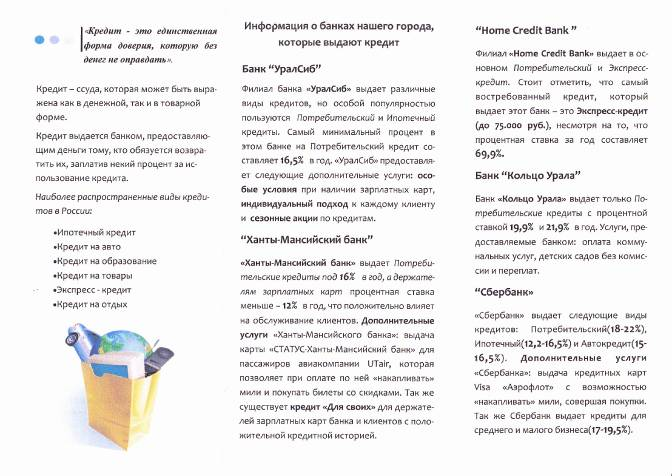 «Кредит - это единственная
форма доверия, которую без
денег не оправдать».
Кредит – ссуда, которая может быть выра-
жена как в денежной, так и в товарной
форме.
Кредит выдается банком, предоставляю-
щим деньги тому, кто обязуется возвра-
тить их, заплатив некий процент за ис-
пользование кредита.
Наиболее распространенные виды креди-
тов в России:
•Ипотечный кредит
•Кредит на авто
•Кредит на образование
•Кредит на товары
•Экспресс - кредит
•Кредит на отдых
Информация о банках нашего города,
которые выдают кредит
Банк “УралСиб”
Филиал банка «УралСиб» выдает различные
виды кредитов, но особой популярностью
пользуются Потребительский и Ипотечный
кредиты. Самый минимальный процент в
этом банке на Потребительский кредит со-
ставляет 16,5% в год. «УралСиб» предоставля-
ет следующие дополнительные услуги: осо-
бые условия при наличии зарплатных карт,
индивидуальный подход к каждому клиенту
и сезонные акции по кредитам.
“Ханты-Мансийский банк”
«Ханты-Мансийский банк» выдает Потреби-
тельские кредиты под 16% в год, а держате-
лям зарплатных карт процентная ставка
меньше – 12% в год, что положительно влияет
на обслуживание клиентов. Дополнительные
услуги «Ханты-Мансийского банка»: выдача
карты «СТАТУС-Ханты-Мансийский банк» для
пассажиров авиакомпании UTair, которая
позволяет при оплате по ней «накапливать»
мили и покупать билеты со скидками. Так же
существует кредит «Для своих» для держате-
лей зарплатных карт банка и клиентов с по-
ложительной кредитной историей.
“Home Credit Bank ”
Филиал «Home Credit Bank» выдает в ос-
новном Потребительский и Экспресс-
кредит. Стоит отметить, что самый
востребованный кредит, который
выдает этот банк – это Экспресс-кредит
(до 75.000 руб.), несмотря на то, что
процентная ставка за год составляет
69,9%.
Банк “Кольцо Урала”
Банк «Кольцо Урала» выдает только По-
требительские кредиты с процентной
ставкой 19,9% и 21,9% в год. Услуги, пре-
доставляемые банком: оплата комму-
нальных услуг, детских садов без комис-
сии и переплат.
“Сбербанк»
«Сбербанк» выдает следующие виды
кредитов: Потребительский(18-22%),
Ипотечный(12,2-16,5%) и Автокредит(15-
16,5%). Дополнительные услуги
«Сбербанка»: выдача кредитных карт
Visa «Аэрофлот» с возможностью
«накапливать» мили, совершая покупки.
Так же Сбербанк выдает кредиты для
среднего и малого бизнеса(17-19,5%).